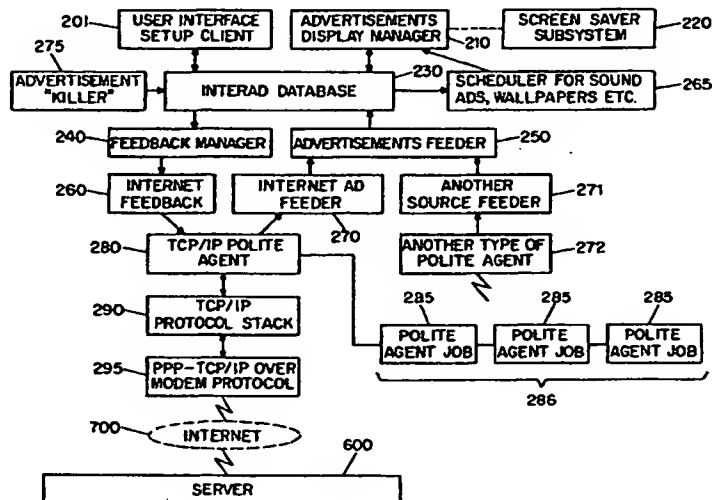 201
USER INTERFACE
SETUP CLIENT
ADVERTISEMENTS
DISPLAY MANAGER
210
SCREEN SAVER
SUBSYSTEM
220
275
ADVERTISEMENT
"KILLER"
230
INTERAD DATABASE
SCHEDULER FOR SOUND
ADS, WALLPAPERS ETC.
265
240
FEEDBACK MANAGER
ADVERTISEMENTS FEEDER
250
260
INTERNET
FEEDBACK
INTERNET AD
FEEDER
270
ANOTHER
SOURCE FEEDER
271
280
TCP/IP POLITE
AGENT
ANOTHER TYPE OF
POLITE AGENT
272
290
TCP/IP
PROTOCOL STACK
285
285
285
POLITE
AGENT JOB
POLITE
AGENT JOB
POLITE
AGENT JOB
286
295
PPP-TCP/IP OVER
MODEM PROTOCOL
700
INTERNET
600
SERVER